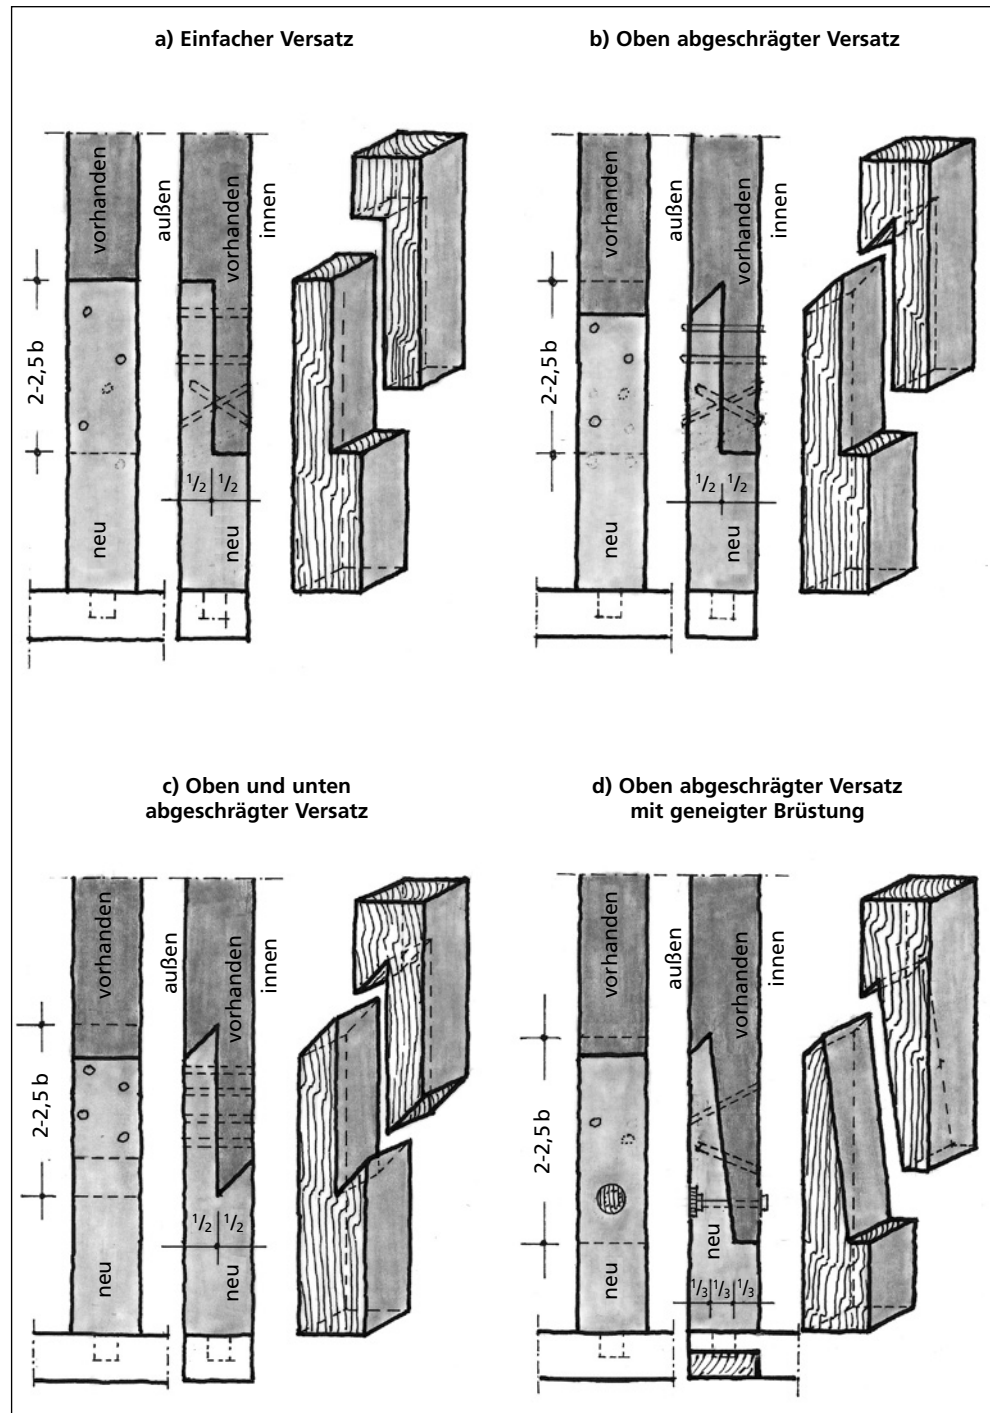 a) Einfacher Versatz
vorhanden
außen
vorhanden
innen
2-2,5 b
1/2 1/2
neu
neu
b) Oben abgeschrägter Versatz
vorhanden
außen
vorhanden
innen
2-2,5 b
1/2 1/2
neu
neu
c) Oben und unten
abgeschrägter Versatz
vorhanden
außen
vorhanden
innen
2-2,5 b
1/2 1/2
neu
neu
d) Oben abgeschrägter Versatz
mit geneigter Brüstung
vorhanden
außen
vorhanden
innen
2-2,5 b
neu
1/3 1/3 1/3
neu